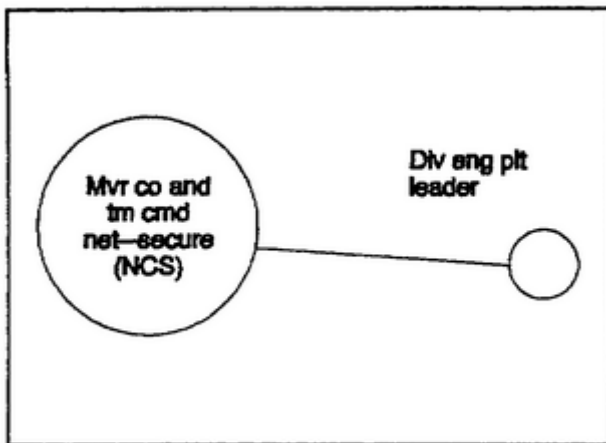 Mvr co and
tm cmd
net—secure
(NCS)
Div eng plt
leader